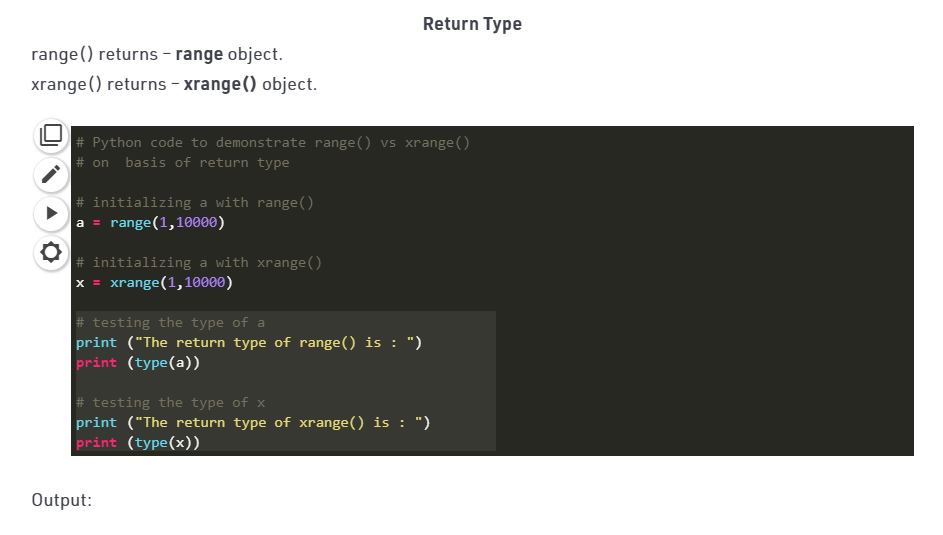 Return Type
range() returns – range object.
xrange() returns – xrange() object.
# Python code to demonstrate range() vs xrange()
# on  basis of return type
# initializing a with range()
a = range(1,10000)
# initializing a with xrange()
x = xrange(1,10000)
# testing the type of a
print ("The return type of range() is : ")
print (type(a))
# testing the type of x
print ("The return type of xrange() is : ")
print (type(x))
Output: